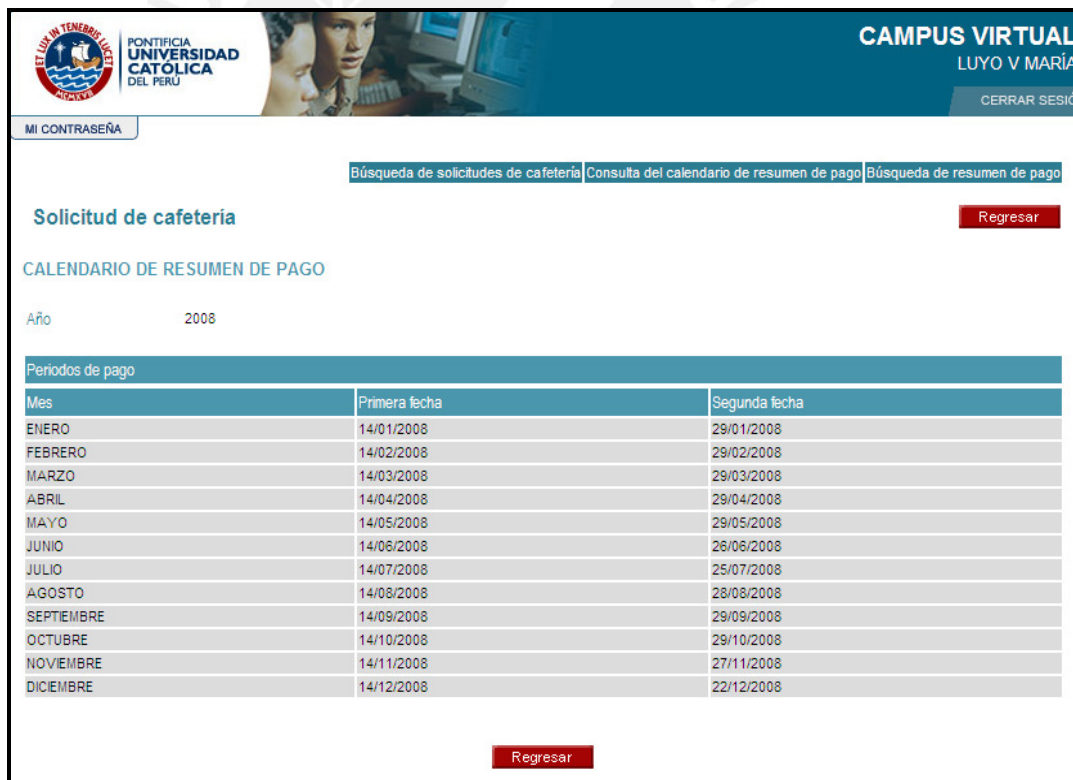 ET LUX IN TENEBRIS LUCET
MCMXVII
PONTIFICIA
UNIVERSIDAD
CATÓLICA
DEL PERÚ
CAMPUS VIRTUAL
LUYO V MARÍA
CERRAR SESIÓ
MI CONTRASEÑA
Búsqueda de solicitudes de cafetería Consulta del calendario de resumen de pago Búsqueda de resumen de pago
Solicitud de cafetería Regresar
CALENDARIO DE RESUMEN DE PAGO
Año 2008
Periodos de pago
Mes Primera fecha Segunda fecha
ENERO 14/01/2008 29/01/2008
FEBRERO 14/02/2008 29/02/2008
MARZO 14/03/2008 29/03/2008
ABRIL 14/04/2008 29/04/2008
MAYO 14/05/2008 29/05/2008
JUNIO 14/06/2008 26/06/2008
JULIO 14/07/2008 25/07/2008
AGOSTO 14/08/2008 28/08/2008
SEPTIEMBRE 14/09/2008 29/09/2008
OCTUBRE 14/10/2008 29/10/2008
NOVIEMBRE 14/11/2008 27/11/2008
DICIEMBRE 14/12/2008 22/12/2008
Regresar